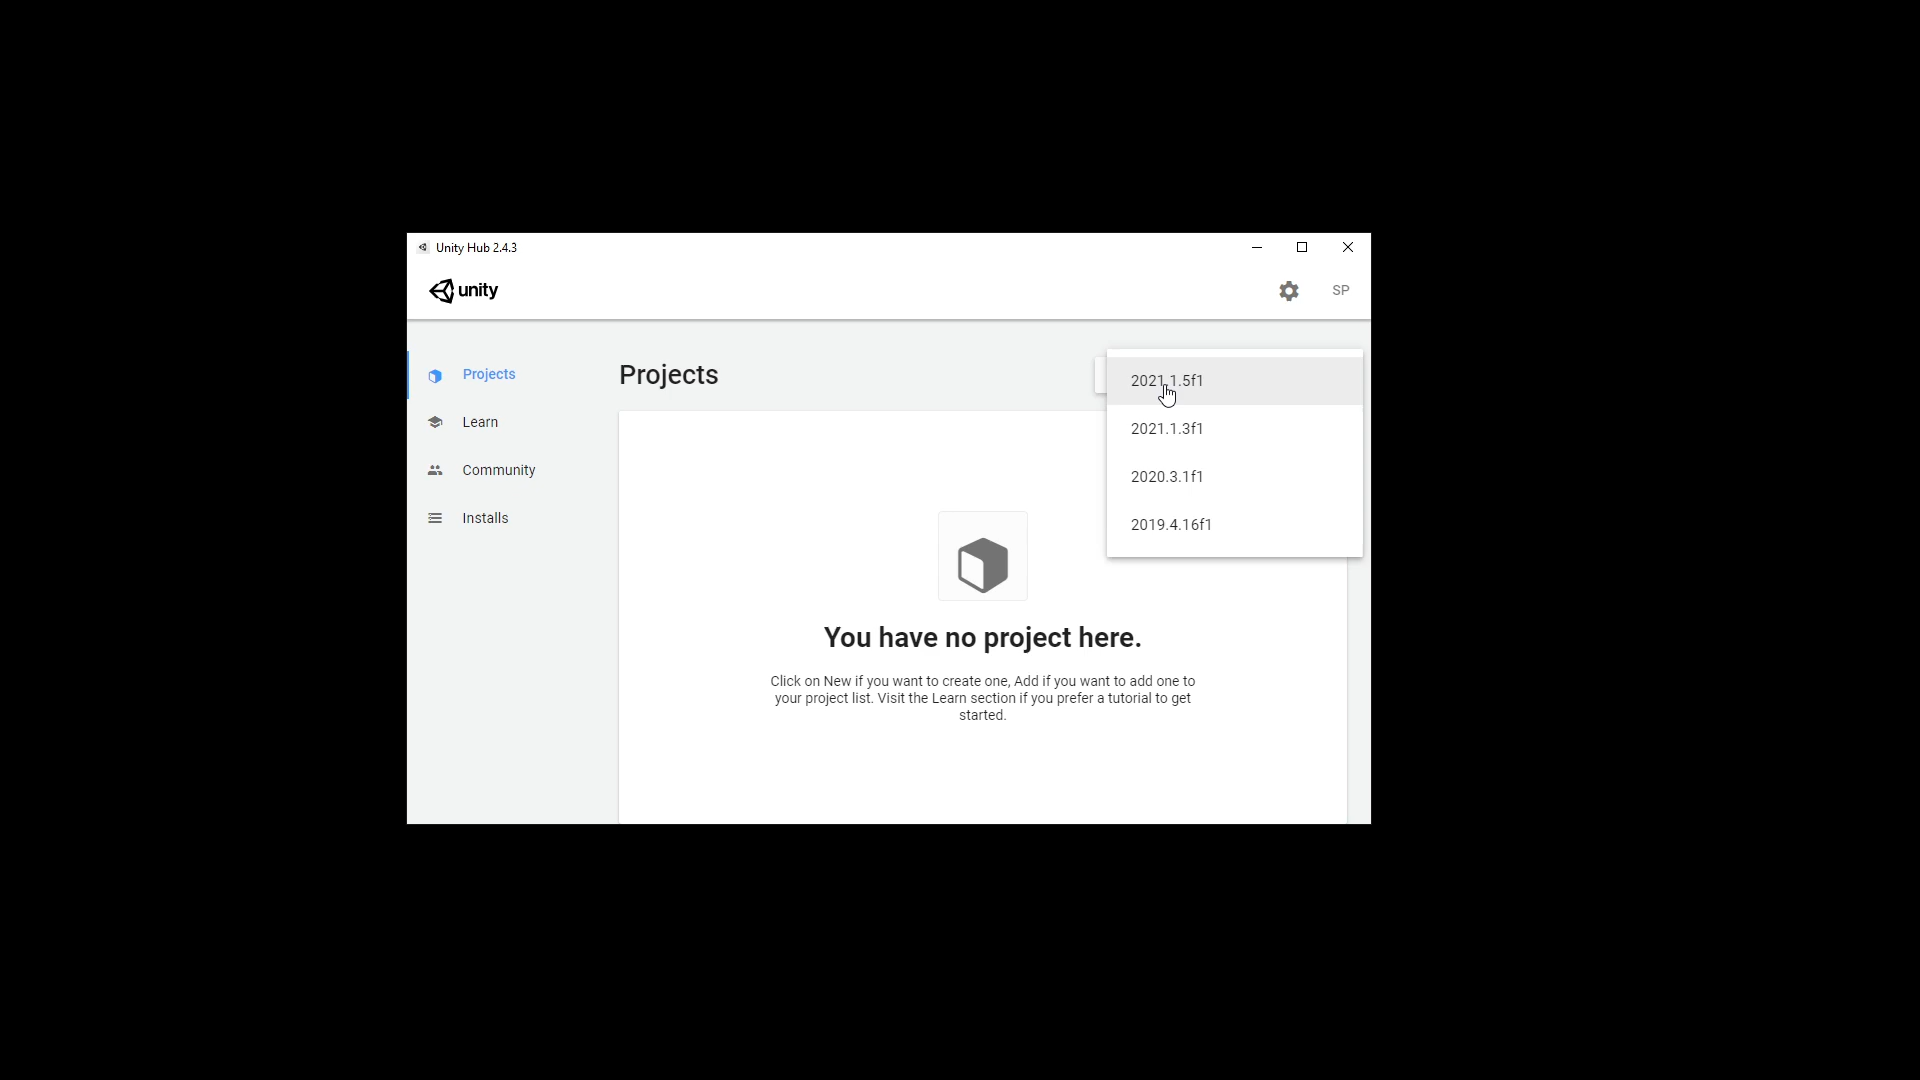 Unity Hub 2.4.3
unity
SP
Projects
Learn
Community
Installs
Projects
2021.1.5f1
2021.1.3f1
2020.3.1f1
2019.4.16f1
You have no project here.
Click on New if you want to create one, Add if you want to add one to
your project list. Visit the Learn section if you prefer a tutorial to get
started.